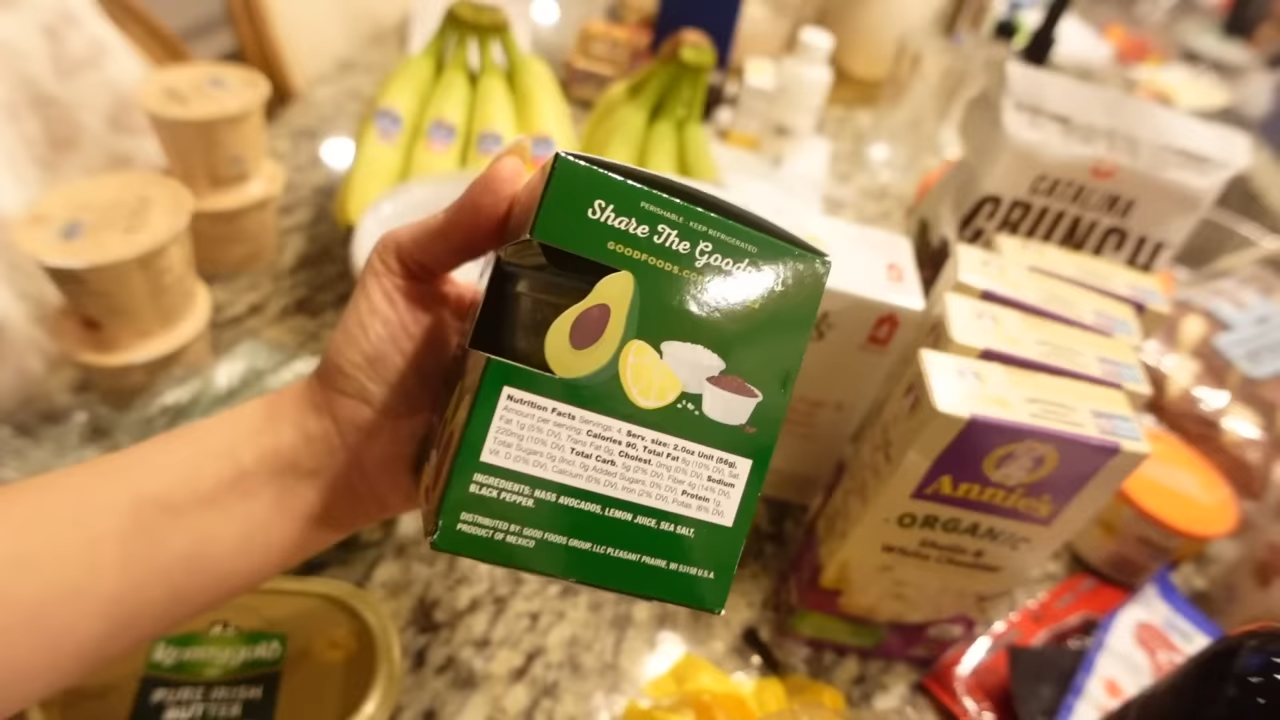 PERISHABLE - KEEP REFRIGERATED
Share The Good
GOODFOODS.CO
Nutrition Facts Servings: 4, Serv. size: 2.0oz Unit (56g),
Amount per serving: Calories 90, Total Fat 8g (10% DV), Sat.
Fat 1g (5% DV), Trans Fat 0g, Cholest. 0mg (0% DV), Sodium
220mg (10% DV), Total Carb. 5g (2% DV), Fiber 4g (14% DV),
Total Sugars 0g (Incl. 0g Added Sugars, 0% DV), Protein 1g,
Vit. D (0% DV), Calcium (0% DV), Iron (2% DV), Potas. (6% DV).
INGREDIENTS: HASS AVOCADOS, LEMON JUICE, SEA SALT,
BLACK PEPPER.
DISTRIBUTED BY: GOOD FOODS GROUP, LLC PLEASANT PRAIRIE, WI 53158 U.S.A.
PRODUCT OF MEXICO
CATALINA
CRUNCH
Annie's
ORGANIC
Shells &
White Cheddar
Kerrygold
PURE IRISH
BUTTER